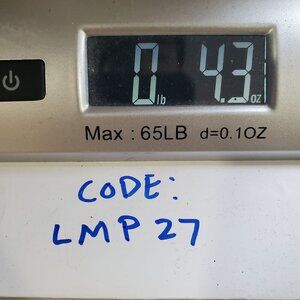 0 lb 4.3 oz
Max : 65LB d=0.1OZ
CODE:
LMP 27